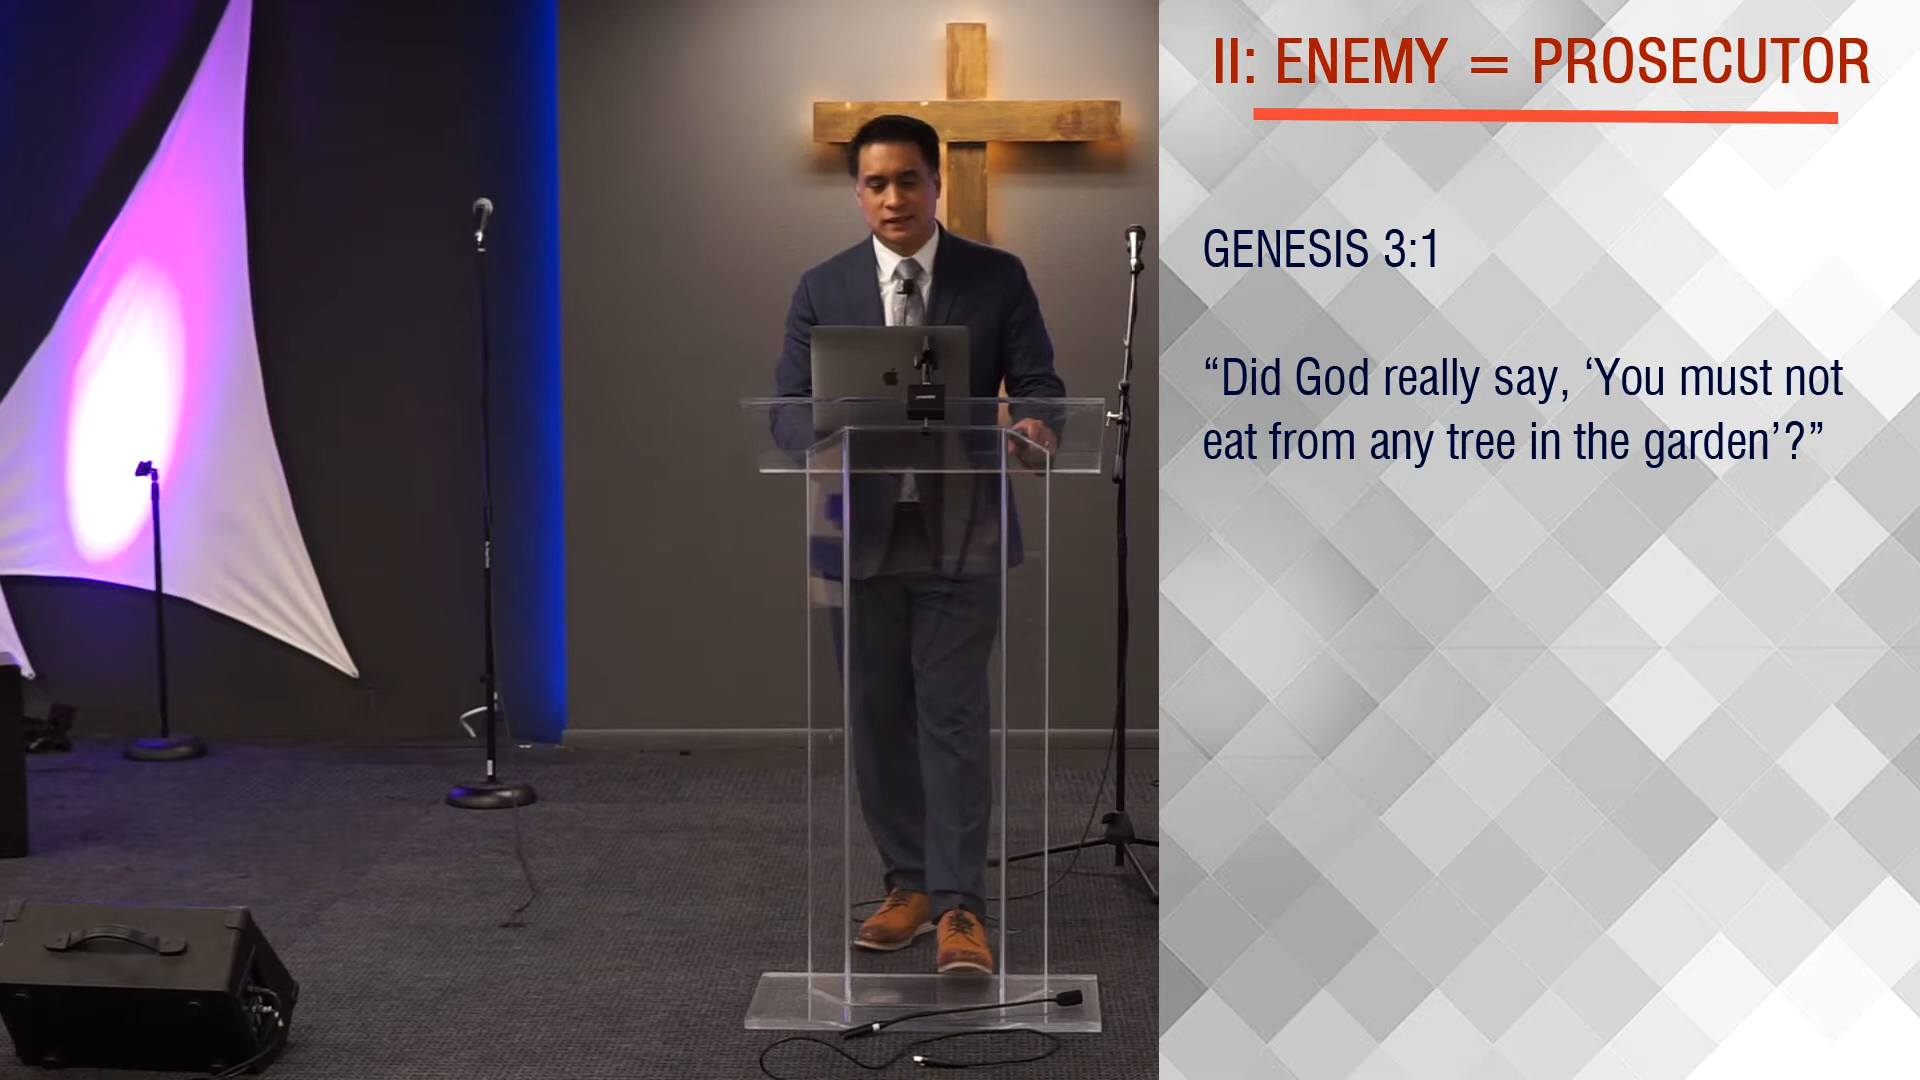 II: ENEMY = PROSECUTOR
GENESIS 3:1
“Did God really say, ‘You must not
eat from any tree in the garden’?”